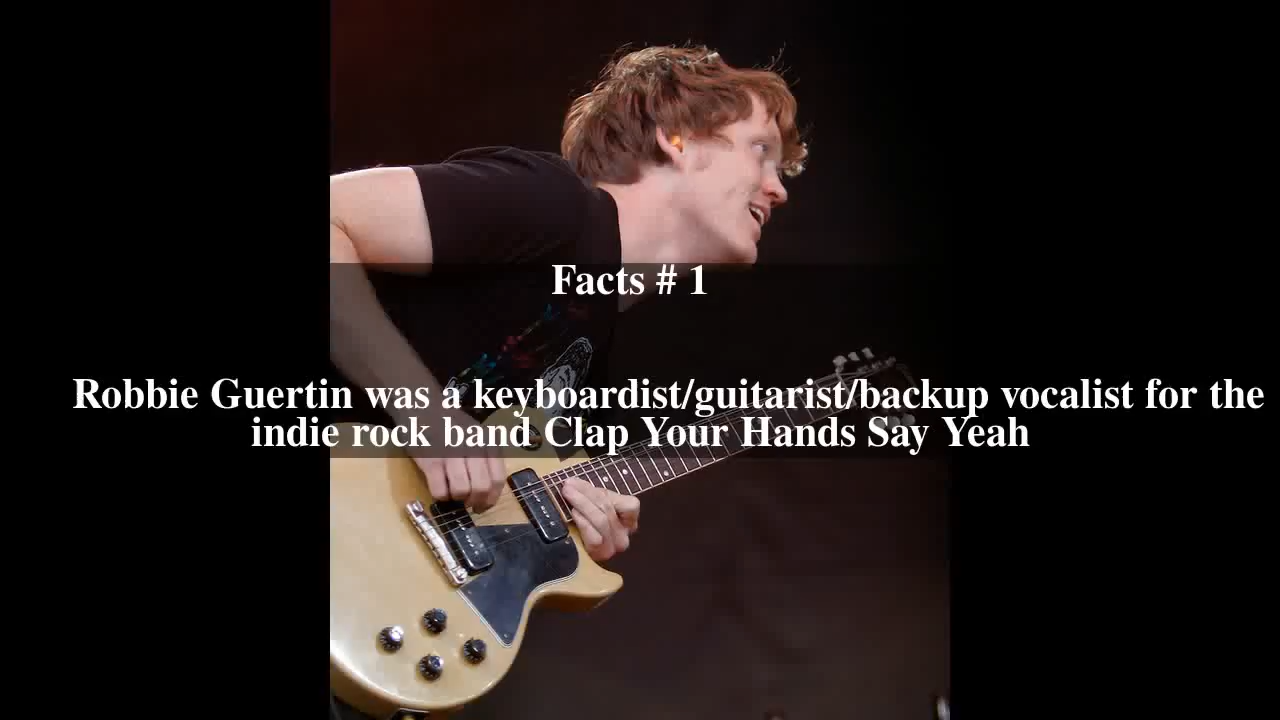 Facts # 1
Robbie Guertin was a keyboardist/guitarist/backup vocalist for the
indie rock band Clap Your Hands Say Yeah